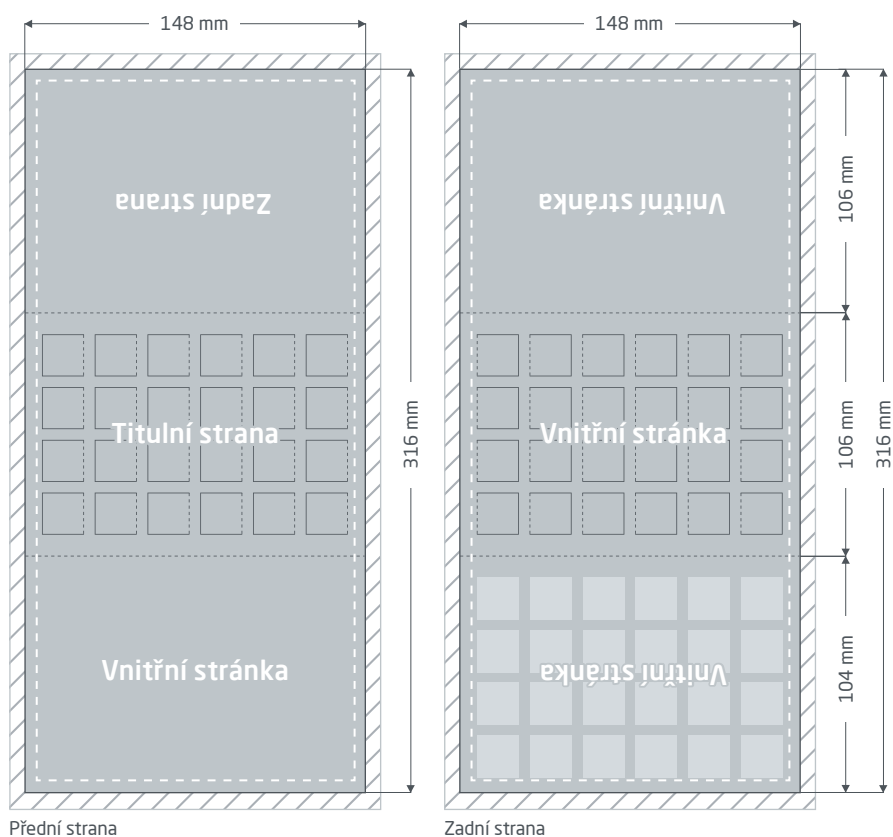 148 mm
148 mm
Zadní strana
Titulní strana
Vnitřní stránka
316 mm
Vnitřní stránka
Vnitřní stránka
Vnitřní stránka
106 mm
106 mm
104 mm
316 mm
Přední strana
Zadní strana